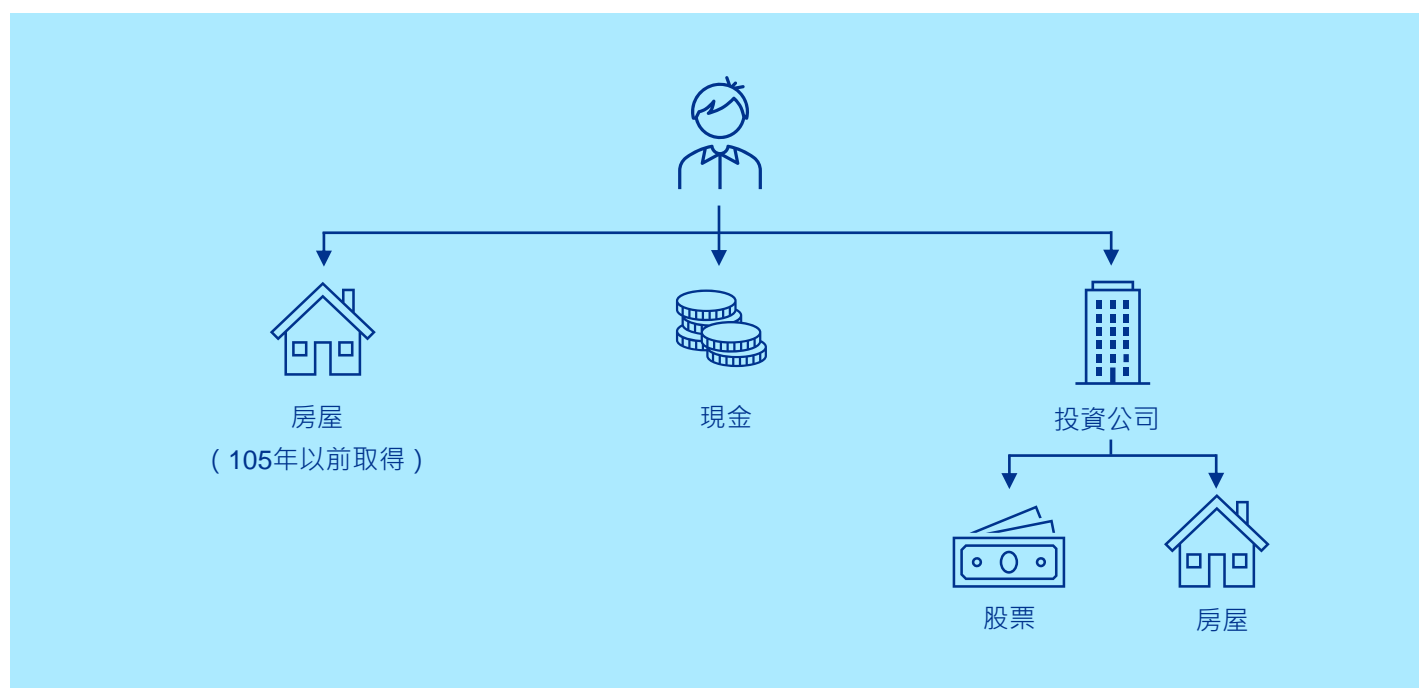 房屋
（105年以前取得）
現金
投資公司
股票
房屋